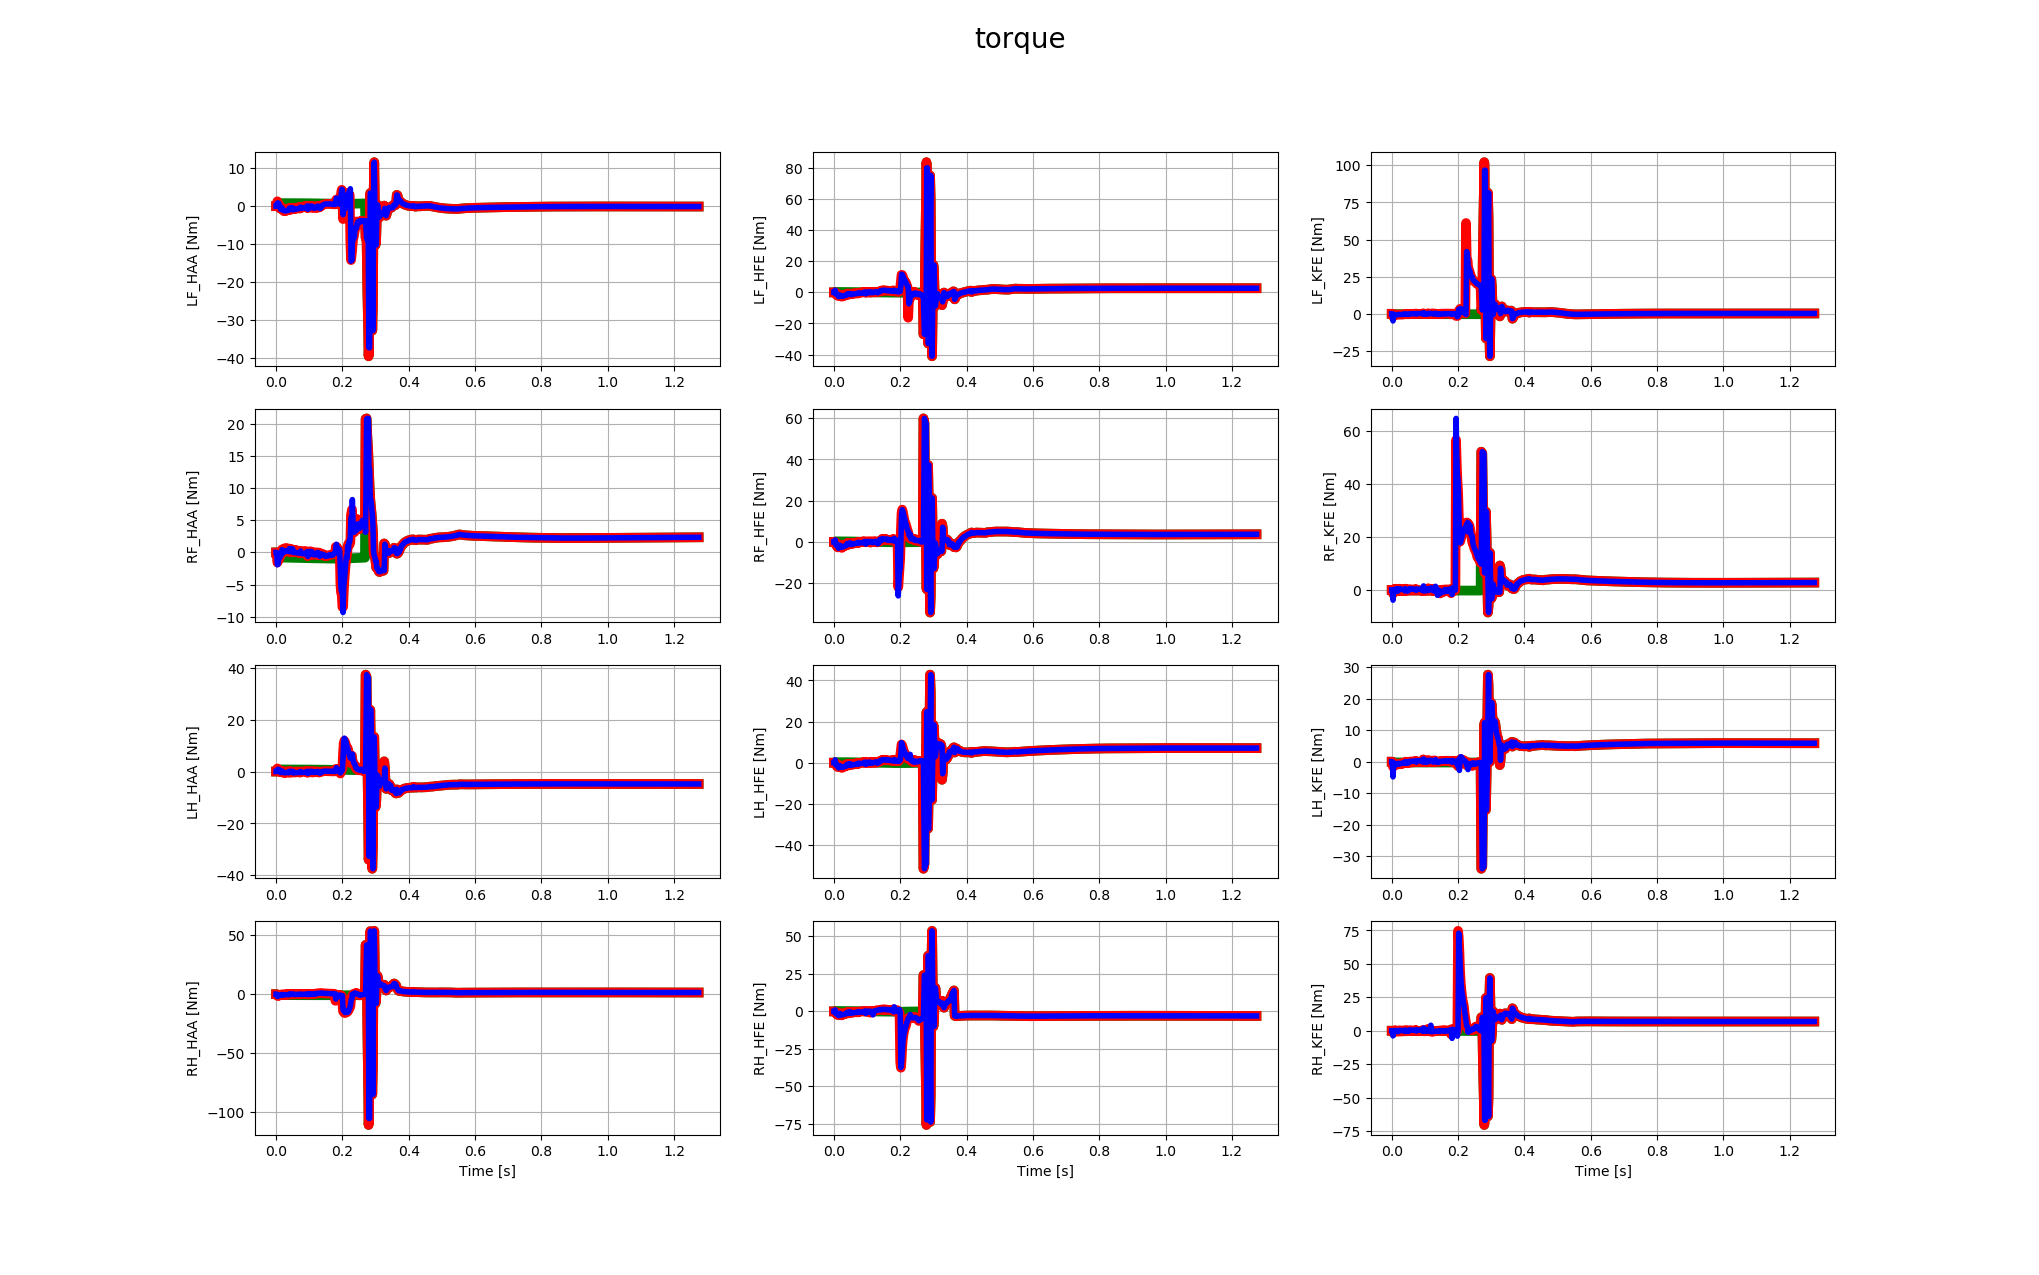 torque
LF_HAA [Nm]
10
0
−10
−20
−30
−40
0.0 0.2 0.4 0.6 0.8 1.0 1.2
LF_HFE [Nm]
80
60
40
20
0
−20
−40
0.0 0.2 0.4 0.6 0.8 1.0 1.2
LF_KFE [Nm]
100
75
50
25
0
−25
0.0 0.2 0.4 0.6 0.8 1.0 1.2
RF_HAA [Nm]
20
15
10
5
0
−5
−10
0.0 0.2 0.4 0.6 0.8 1.0 1.2
RF_HFE [Nm]
60
40
20
0
−20
0.0 0.2 0.4 0.6 0.8 1.0 1.2
RF_KFE [Nm]
60
40
20
0
0.0 0.2 0.4 0.6 0.8 1.0 1.2
LH_HAA [Nm]
40
20
0
−20
−40
0.0 0.2 0.4 0.6 0.8 1.0 1.2
LH_HFE [Nm]
40
20
0
−20
−40
0.0 0.2 0.4 0.6 0.8 1.0 1.2
LH_KFE [Nm]
30
20
10
0
−10
−20
−30
0.0 0.2 0.4 0.6 0.8 1.0 1.2
RH_HAA [Nm]
50
0
−50
−100
0.0 0.2 0.4 0.6 0.8 1.0 1.2
Time [s]
RH_HFE [Nm]
50
25
0
−25
−50
−75
0.0 0.2 0.4 0.6 0.8 1.0 1.2
Time [s]
RH_KFE [Nm]
75
50
25
0
−25
−50
−75
0.0 0.2 0.4 0.6 0.8 1.0 1.2
Time [s]